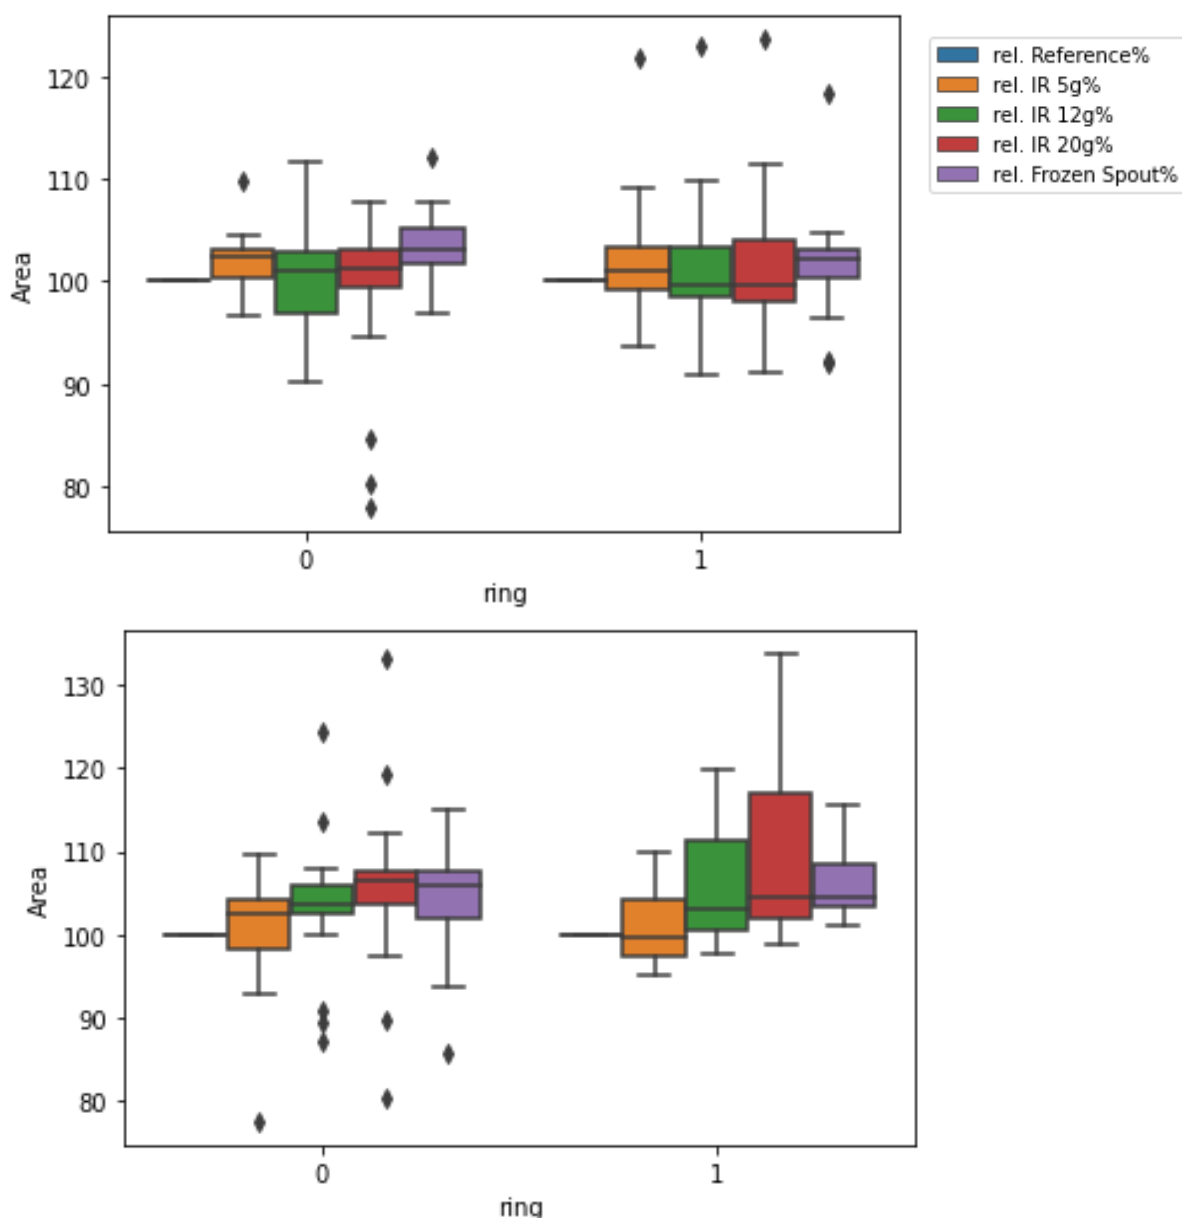 120
110
100
90
80
Area
0
1
ring
rel. Reference%
rel. IR 5g%
rel. IR 12g%
rel. IR 20g%
rel. Frozen Spout%
130
120
110
100
90
80
Area
0
1
ring